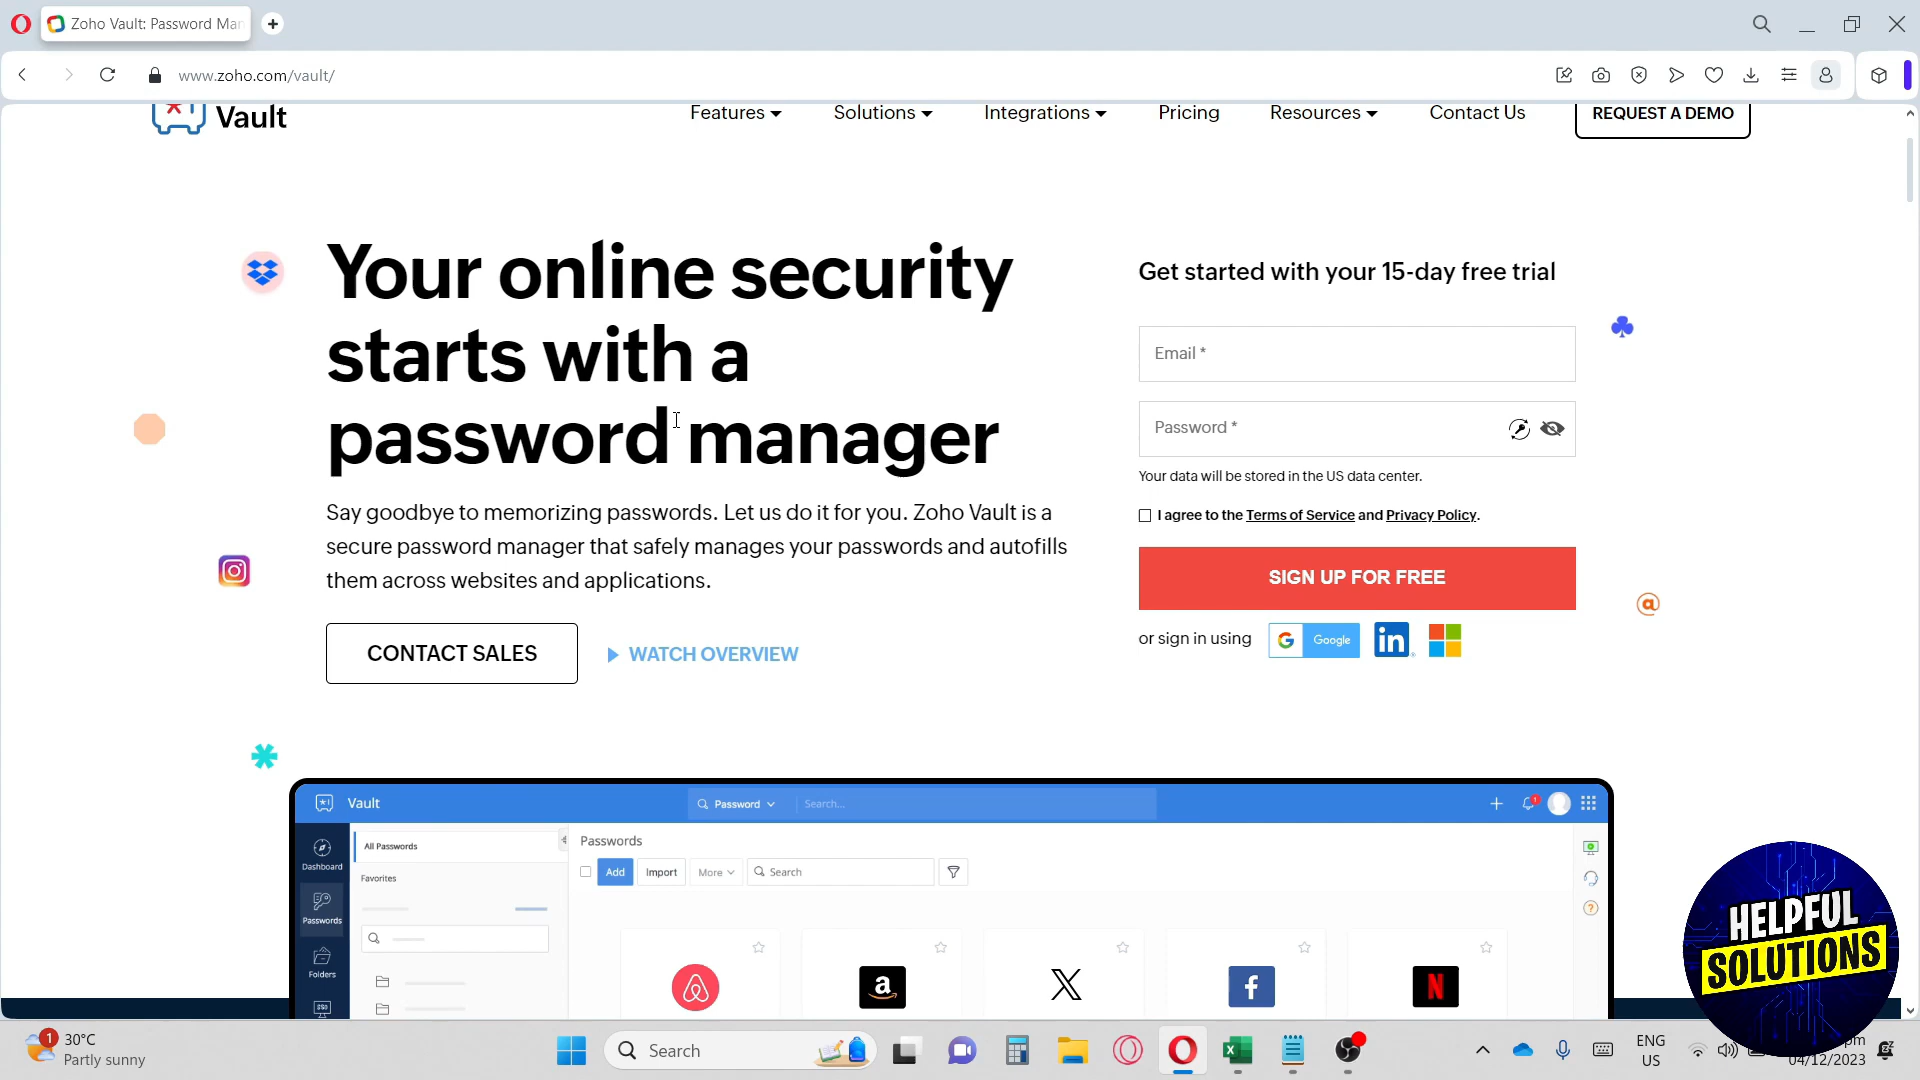 Zoho Vault: Password Man
www.zoho.com/vault/
Vault
Features
Solutions
Integrations
Pricing
Resources
Contact Us
REQUEST A DEMO
Your online security
starts with a
password manager
Say goodbye to memorizing passwords. Let us do it for you. Zoho Vault is a
secure password manager that safely manages your passwords and autofills
them across websites and applications.
CONTACT SALES
WATCH OVERVIEW
Get started with your 15-day free trial
Email *
Password *
Your data will be stored in the US data center.
I agree to the Terms of Service and Privacy Policy.
SIGN UP FOR FREE
or sign in using
G Google
in
Vault
Password
Search...
1
Dashboard
Passwords
Folders
SSO
All Passwords
Favorites
Passwords
Add
Import
More
Search
a
X
f
N
HELPFUL
SOLUTIONS
1
30°C
Partly sunny
Search
ENG
US
pm
04/12/2023